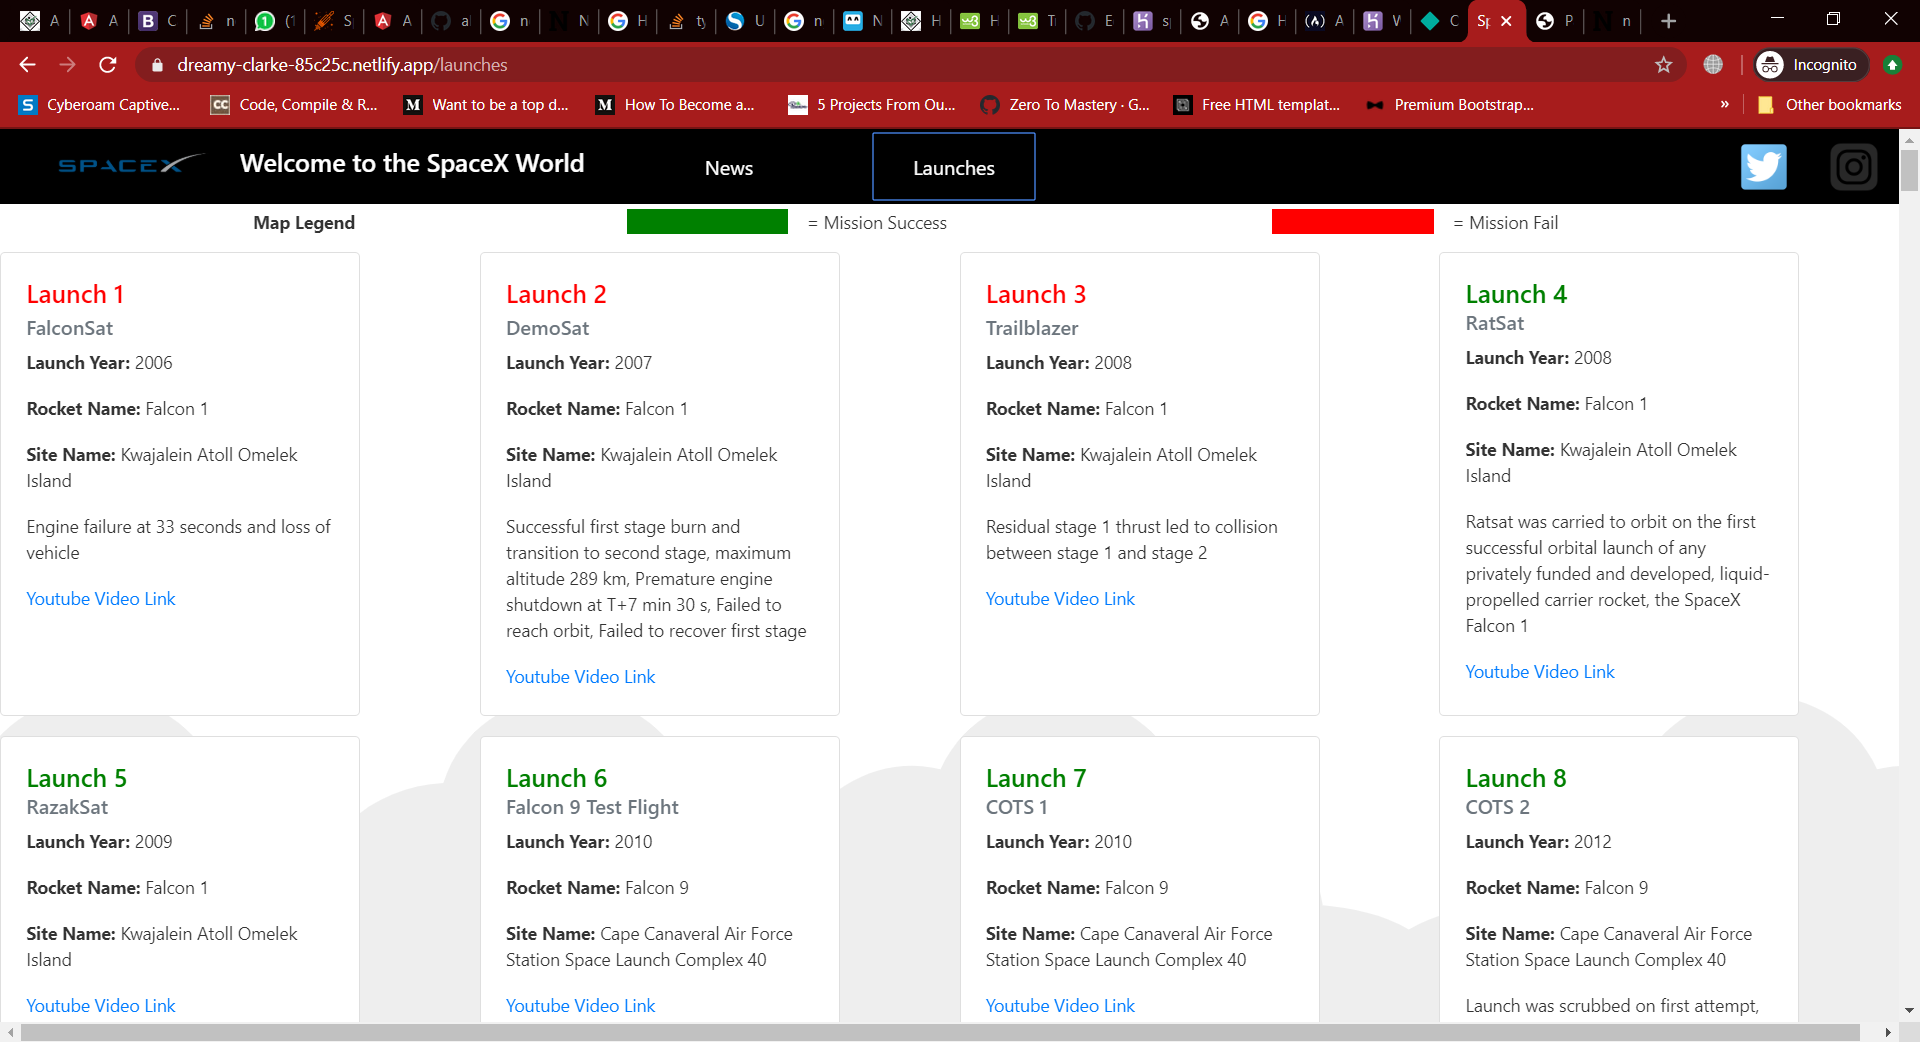 A A C n (1 S A al n N H ty U n N H H Tr E sp A H A W C Sp P n
dreamy-clarke-85c25c.netlify.app/launches
Incognito
Cyberoam Captive... Code, Compile & R... Want to be a top d... How To Become a... 5 Projects From Ou... Zero To Mastery · G... Free HTML templat... Premium Bootstrap... » Other bookmarks
SPACEX Welcome to the SpaceX World News Launches
Map Legend = Mission Success = Mission Fail
Launch 1
FalconSat
Launch Year: 2006
Rocket Name: Falcon 1
Site Name: Kwajalein Atoll Omelek
Island
Engine failure at 33 seconds and loss of
vehicle
Youtube Video Link
Launch 2
DemoSat
Launch Year: 2007
Rocket Name: Falcon 1
Site Name: Kwajalein Atoll Omelek
Island
Successful first stage burn and
transition to second stage, maximum
altitude 289 km, Premature engine
shutdown at T+7 min 30 s, Failed to
reach orbit, Failed to recover first stage
Youtube Video Link
Launch 3
Trailblazer
Launch Year: 2008
Rocket Name: Falcon 1
Site Name: Kwajalein Atoll Omelek
Island
Residual stage 1 thrust led to collision
between stage 1 and stage 2
Youtube Video Link
Launch 4
RatSat
Launch Year: 2008
Rocket Name: Falcon 1
Site Name: Kwajalein Atoll Omelek
Island
Ratsat was carried to orbit on the first
successful orbital launch of any
privately funded and developed, liquid-
propelled carrier rocket, the SpaceX
Falcon 1
Youtube Video Link
Launch 5
RazakSat
Launch Year: 2009
Rocket Name: Falcon 1
Site Name: Kwajalein Atoll Omelek
Island
Youtube Video Link
Launch 6
Falcon 9 Test Flight
Launch Year: 2010
Rocket Name: Falcon 9
Site Name: Cape Canaveral Air Force
Station Space Launch Complex 40
Youtube Video Link
Launch 7
COTS 1
Launch Year: 2010
Rocket Name: Falcon 9
Site Name: Cape Canaveral Air Force
Station Space Launch Complex 40
Youtube Video Link
Launch 8
COTS 2
Launch Year: 2012
Rocket Name: Falcon 9
Site Name: Cape Canaveral Air Force
Station Space Launch Complex 40
Launch was scrubbed on first attempt,